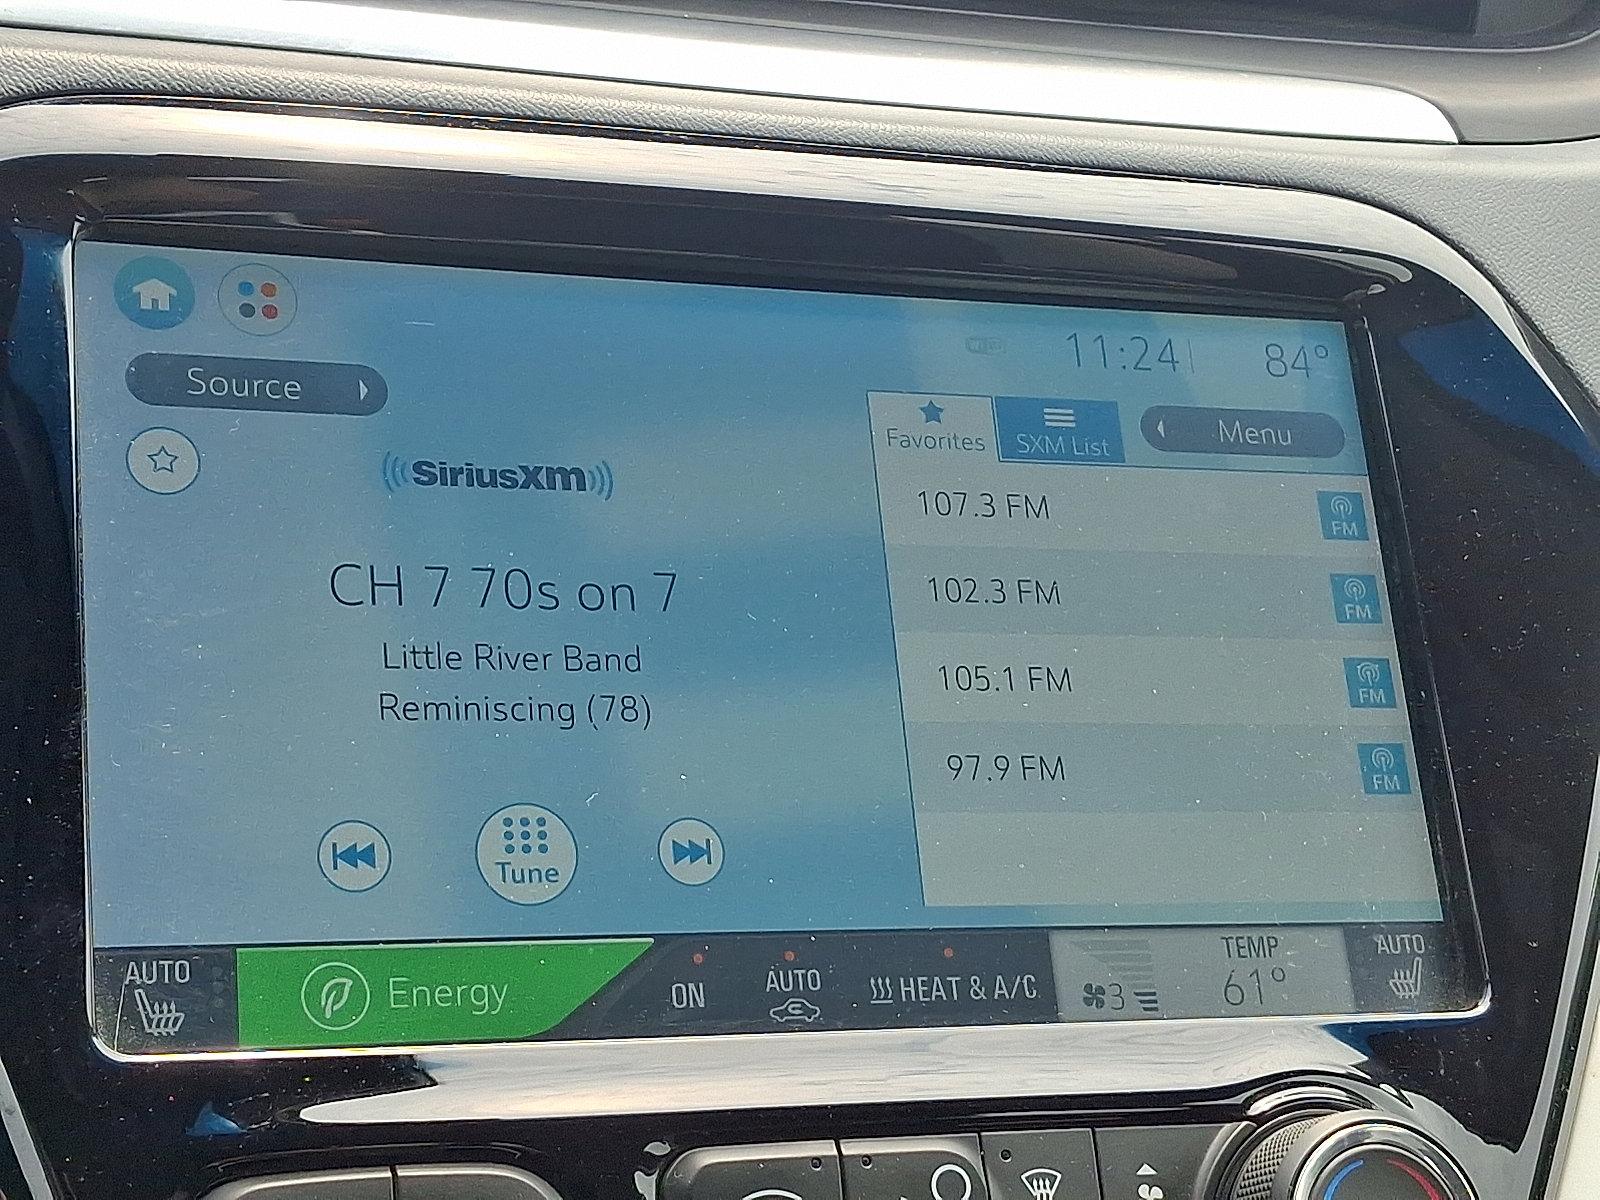 11:24 84°
Source
Favorites
SXM List
Menu
SiriusXM
107.3 FM
FM
CH 7 70s on 7
102.3 FM
FM
Little River Band
105.1 FM
FM
Reminiscing (78)
97.9 FM
FM
Tune
AUTO
Energy
ON
AUTO
HEAT & A/C
3
TEMP
61°
AUTO